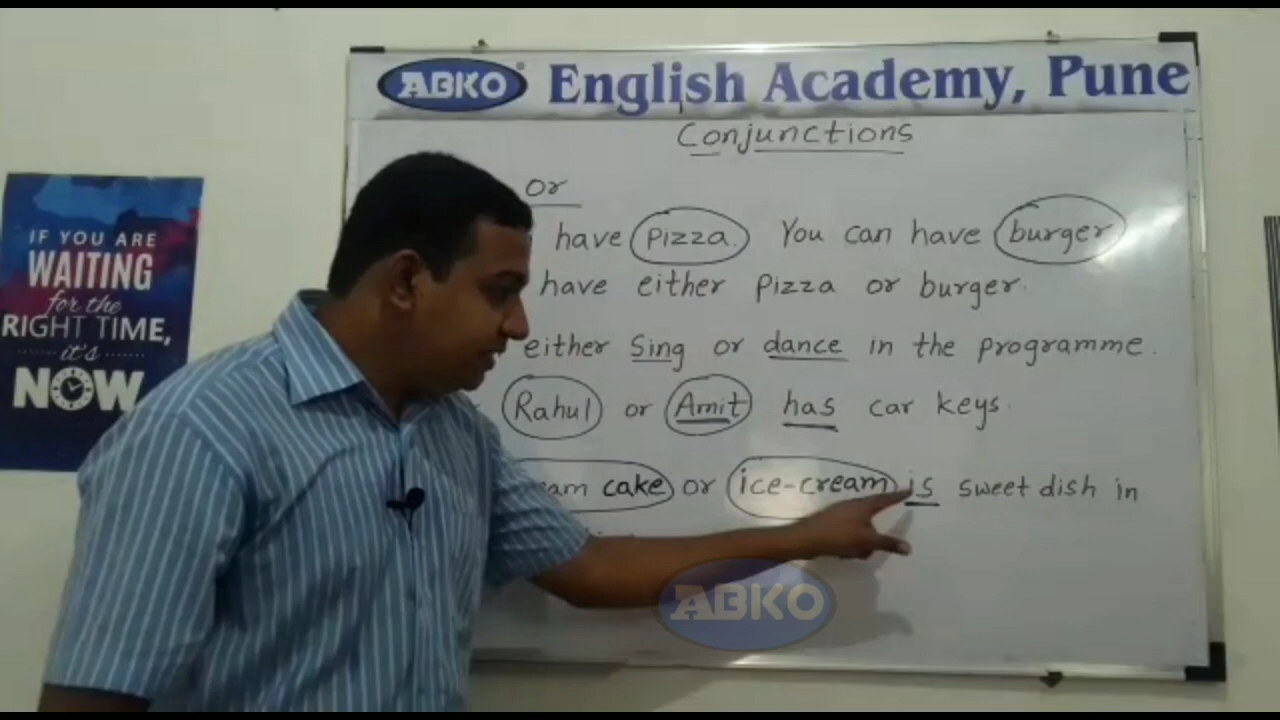 ABKO English Academy, Pune
Conjunctions
or
have Pizza. You can have burger
have either Pizza or burger.
either Sing or dance in the programme.
Rahul or Amit has car keys.
cake or ice-cream is sweet dish in
IF YOU ARE
WAITING
for the
RIGHT TIME,
it's
NOW
ABKO